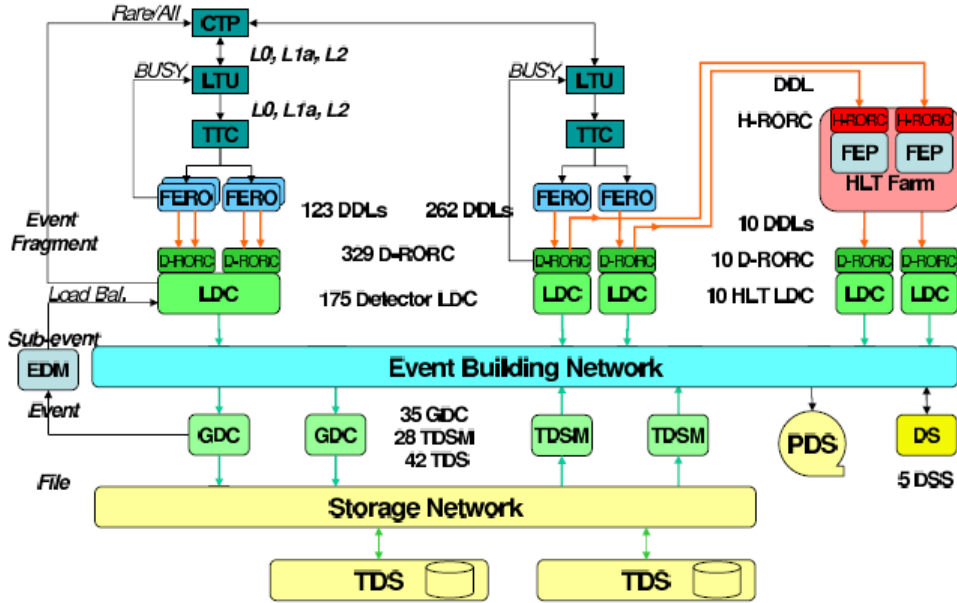 Rare/All
CTP
L0, L1a, L2
BUSY
LTU
BUSY
LTU
L0, L1a, L2
TTC
TTC
DDL
H-RORC
H-RORC
H-RORC
FEP
FEP
HLT Farm
FERO
FERO
FERO
FERO
123 DDLs
262 DDLs
10 DDLs
Event
Fragment
D-RORC
D-RORC
329 D-RORC
D-RORC
D-RORC
10 D-RORC
D-RORC
D-RORC
Load Bal.
LDC
175 Detector LDC
LDC
LDC
10 HLT LDC
LDC
LDC
Sub-event
EDM
Event Building Network
Event
GDC
GDC
35 GDC
28 TDSM
42 TDS
TDSM
TDSM
PDS
DS
5 DSS
File
Storage Network
TDS
TDS